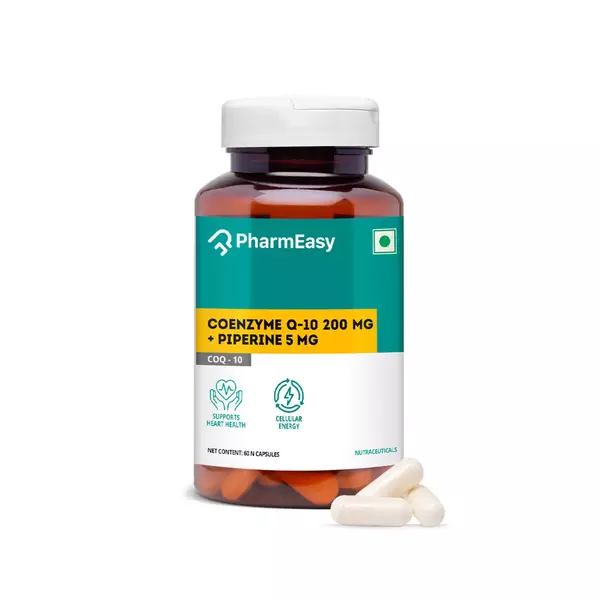 PharmEasy
COENZYME Q-10 200 MG
+ PIPERINE 5 MG
COQ - 10
SUPPORTS
HEART HEALTH
CELLULAR
ENERGY
NET CONTENT: 60 N CAPSULES
NUTRACEUTICALS